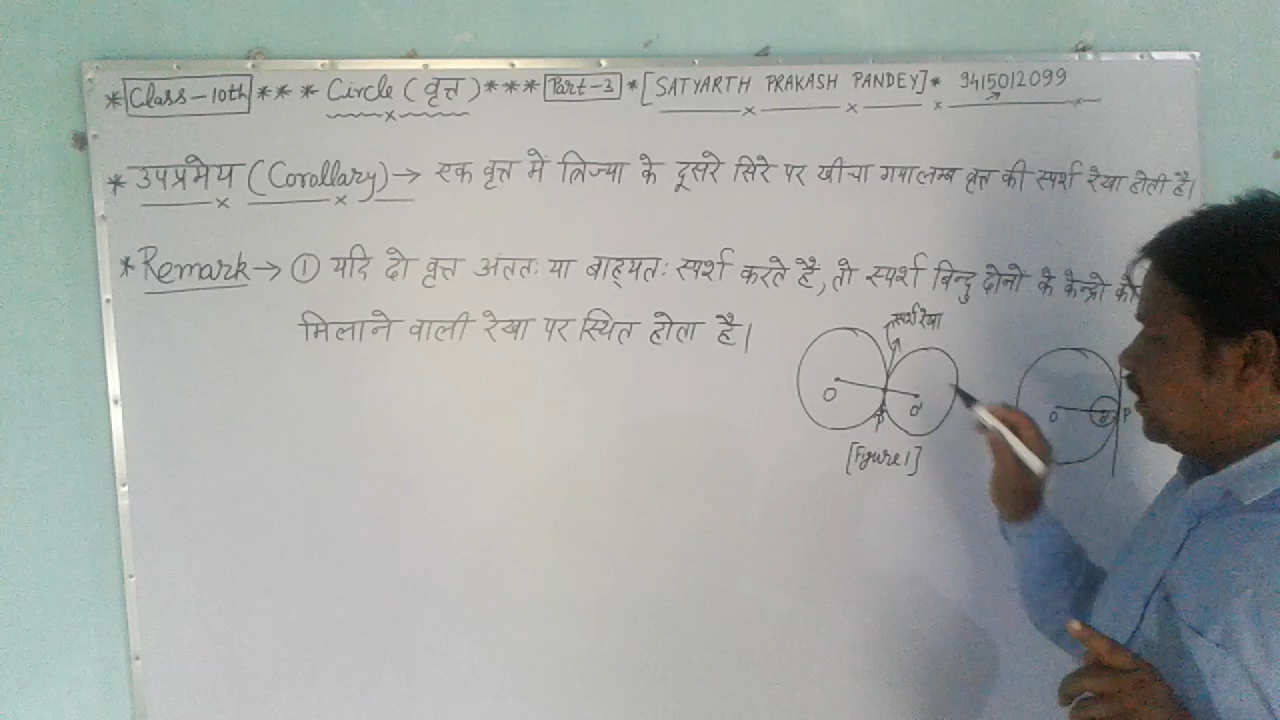 *[Class-10th]*** Circle (वृत्त)***[Part-3]*[SATYARTH PRAKASH PANDEY]* 9415012099
* उपप्रमेय (Corollary) → एक वृत्त में त्रिज्या के दूसरे सिरे पर खींचा गया लम्ब वृत्त की स्पर्श रेखा होती है।
* Remark → ① यदि दो वृत्त अंततः या बाह्यतः स्पर्श करते है, तो स्पर्श बिन्दु दोनो के केन्द्रो को
मिलाने वाली रेखा पर स्थित होता है।
स्पर्श रेखा
O P O'
O O' P
[Figure 1]